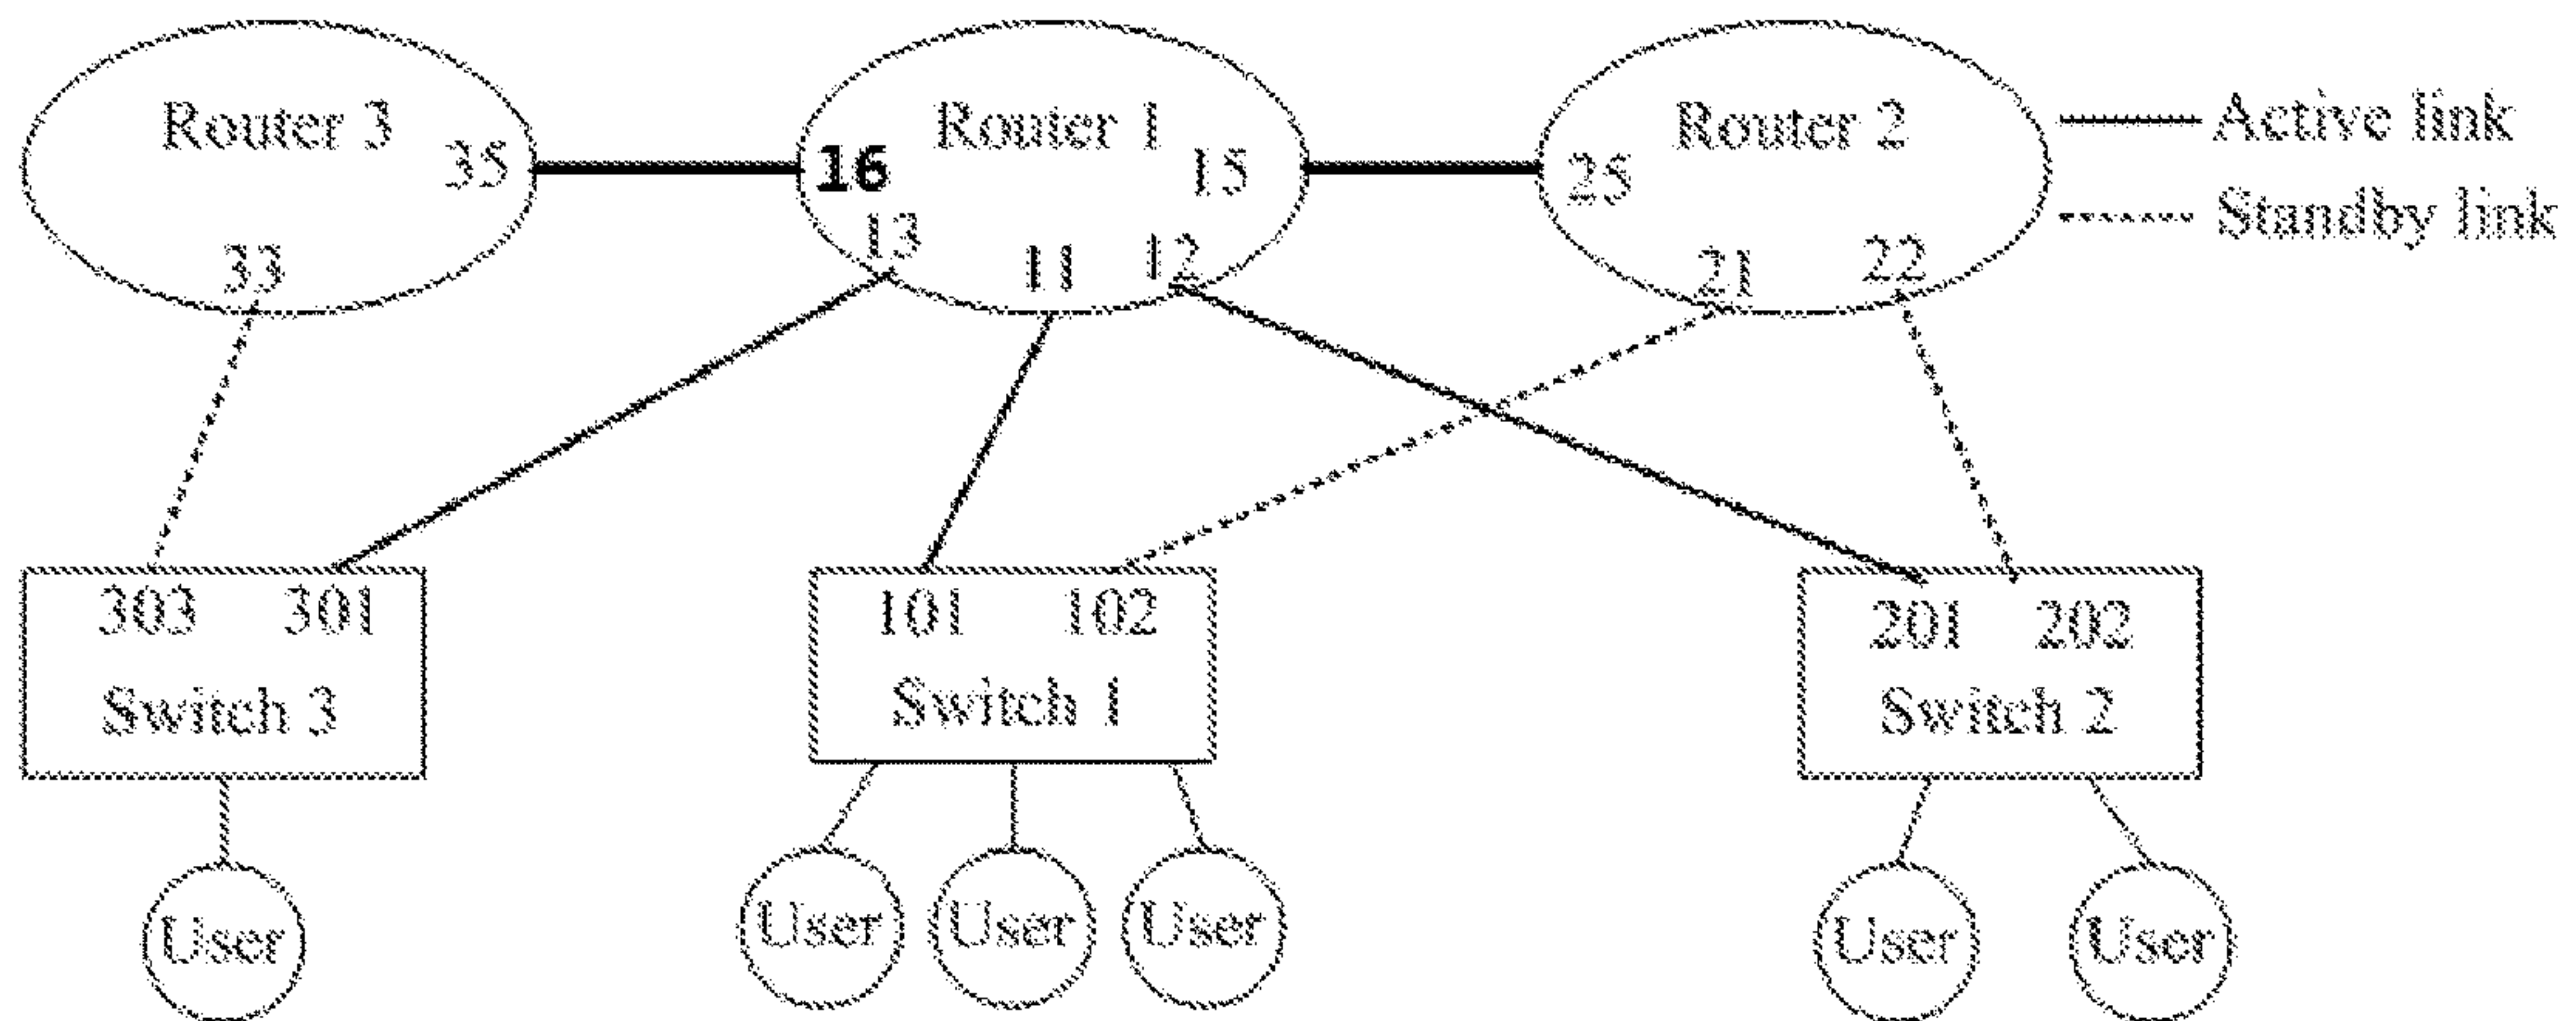 Router 3
35
33
Router 1
16
15
13
11
12
Router 2
25
21
22
Active link
Standby link
303 301
Switch 3
101 102
Switch 1
201 202
Switch 2
User
User
User
User
User
User